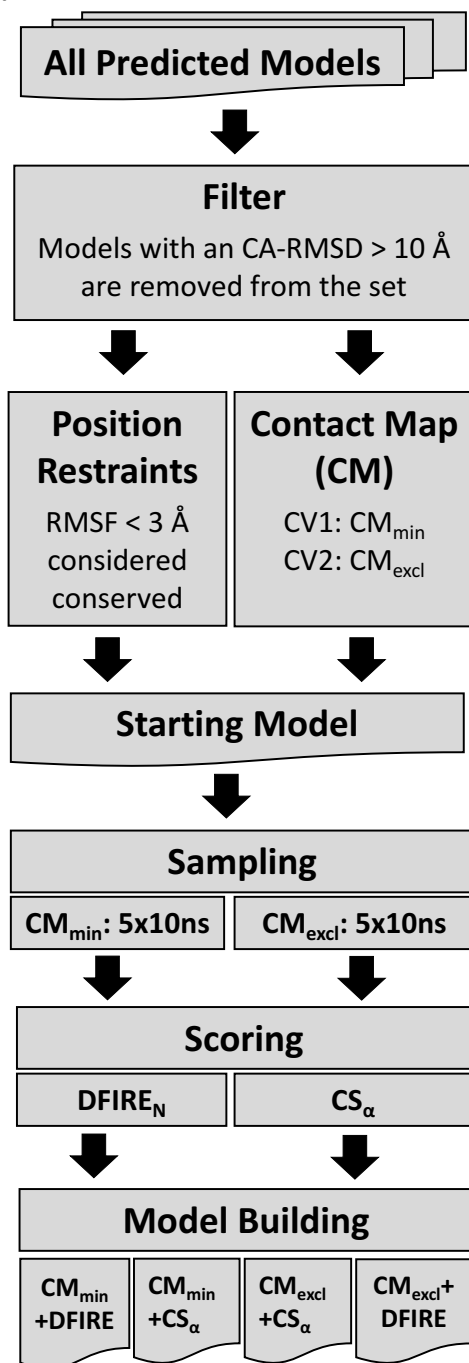 All Predicted Models
Filter
Models with an CA-RMSD > 10 Å
are removed from the set
Position
Restraints
RMSF < 3 Å
considered
conserved
Contact Map
(CM)
CV1: CMmin
CV2: CMexcl
Starting Model
Sampling
CMmin: 5x10ns
CMexcl: 5x10ns
Scoring
DFIREN
CSα
Model Building
CMmin
+DFIRE
CMmin
+CSα
CMexcl
+CSα
CMexcl+
DFIRE